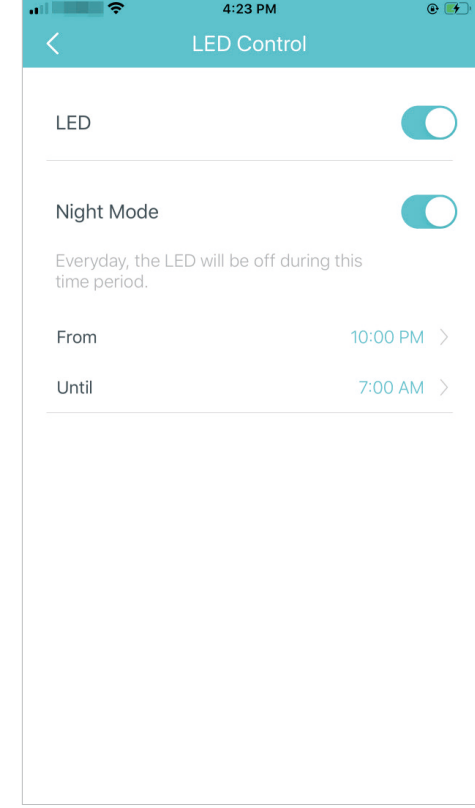 4:23 PM
LED Control
LED
Night Mode
Everyday, the LED will be off during this
time period.
From 10:00 PM
Until 7:00 AM